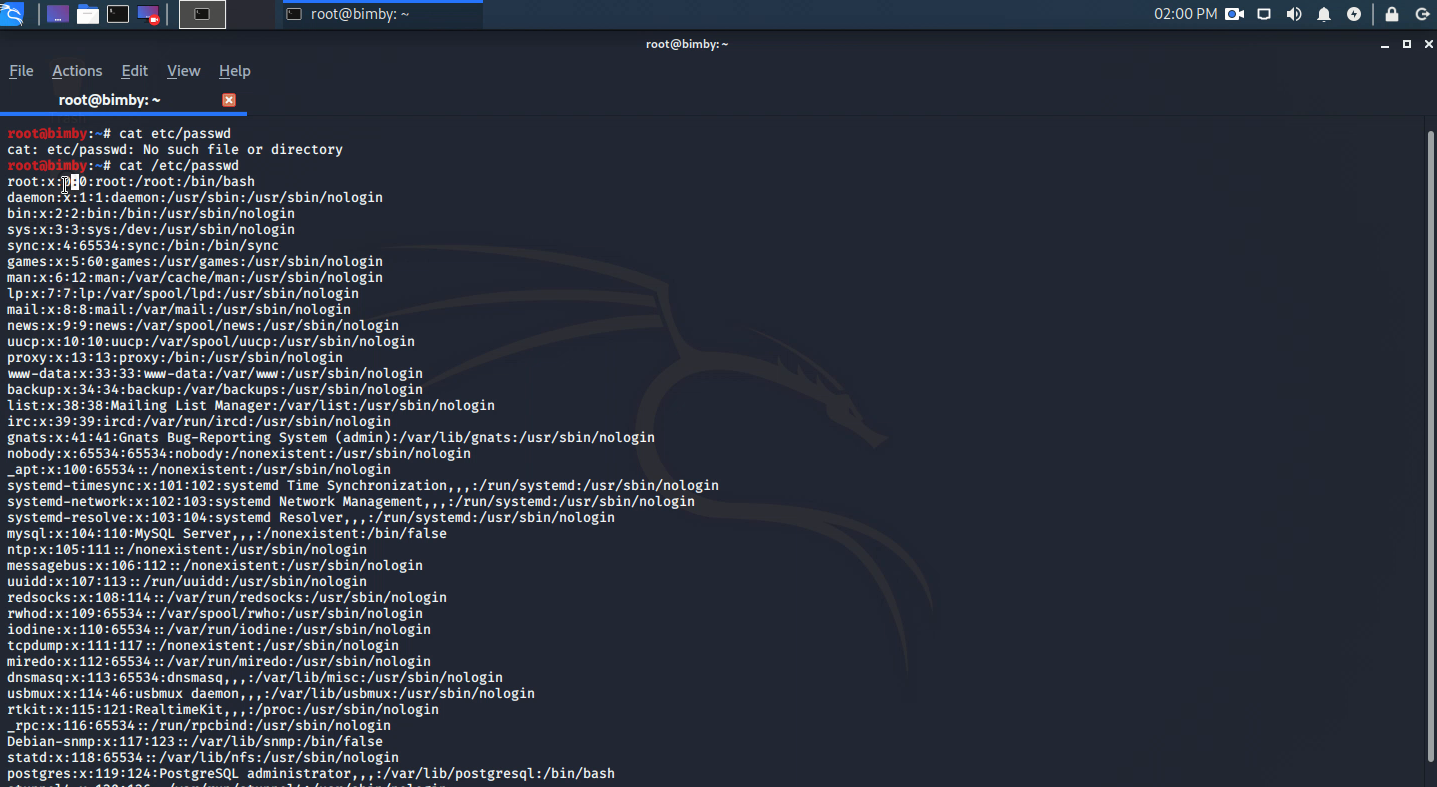 root@bimby: ~
02:00 PM
root@bimby: ~
File Actions Edit View Help
root@bimby: ~
root@bimby:~# cat etc/passwd
cat: etc/passwd: No such file or directory
root@bimby:~# cat /etc/passwd
root:x:0:0:root:/root:/bin/bash
daemon:x:1:1:daemon:/usr/sbin:/usr/sbin/nologin
bin:x:2:2:bin:/bin:/usr/sbin/nologin
sys:x:3:3:sys:/dev:/usr/sbin/nologin
sync:x:4:65534:sync:/bin:/bin/sync
games:x:5:60:games:/usr/games:/usr/sbin/nologin
man:x:6:12:man:/var/cache/man:/usr/sbin/nologin
lp:x:7:7:lp:/var/spool/lpd:/usr/sbin/nologin
mail:x:8:8:mail:/var/mail:/usr/sbin/nologin
news:x:9:9:news:/var/spool/news:/usr/sbin/nologin
uucp:x:10:10:uucp:/var/spool/uucp:/usr/sbin/nologin
proxy:x:13:13:proxy:/bin:/usr/sbin/nologin
www-data:x:33:33:www-data:/var/www:/usr/sbin/nologin
backup:x:34:34:backup:/var/backups:/usr/sbin/nologin
list:x:38:38:Mailing List Manager:/var/list:/usr/sbin/nologin
irc:x:39:39:ircd:/var/run/ircd:/usr/sbin/nologin
gnats:x:41:41:Gnats Bug-Reporting System (admin):/var/lib/gnats:/usr/sbin/nologin
nobody:x:65534:65534:nobody:/nonexistent:/usr/sbin/nologin
_apt:x:100:65534::/nonexistent:/usr/sbin/nologin
systemd-timesync:x:101:102:systemd Time Synchronization,,,:/run/systemd:/usr/sbin/nologin
systemd-network:x:102:103:systemd Network Management,,,:/run/systemd:/usr/sbin/nologin
systemd-resolve:x:103:104:systemd Resolver,,,:/run/systemd:/usr/sbin/nologin
mysql:x:104:110:MySQL Server,,,:/nonexistent:/bin/false
ntp:x:105:111::/nonexistent:/usr/sbin/nologin
messagebus:x:106:112::/nonexistent:/usr/sbin/nologin
uuidd:x:107:113::/run/uuidd:/usr/sbin/nologin
redsocks:x:108:114::/var/run/redsocks:/usr/sbin/nologin
rwhod:x:109:65534::/var/spool/rwho:/usr/sbin/nologin
iodine:x:110:65534::/var/run/iodine:/usr/sbin/nologin
tcpdump:x:111:117::/nonexistent:/usr/sbin/nologin
miredo:x:112:65534::/var/run/miredo:/usr/sbin/nologin
dnsmasq:x:113:65534:dnsmasq,,,:/var/lib/misc:/usr/sbin/nologin
usbmux:x:114:46:usbmux daemon,,,:/var/lib/usbmux:/usr/sbin/nologin
rtkit:x:115:121:RealtimeKit,,,:/proc:/usr/sbin/nologin
_rpc:x:116:65534::/run/rpcbind:/usr/sbin/nologin
Debian-snmp:x:117:123::/var/lib/snmp:/bin/false
statd:x:118:65534::/var/lib/nfs:/usr/sbin/nologin
postgres:x:119:124:PostgreSQL administrator,,,:/var/lib/postgresql:/bin/bash